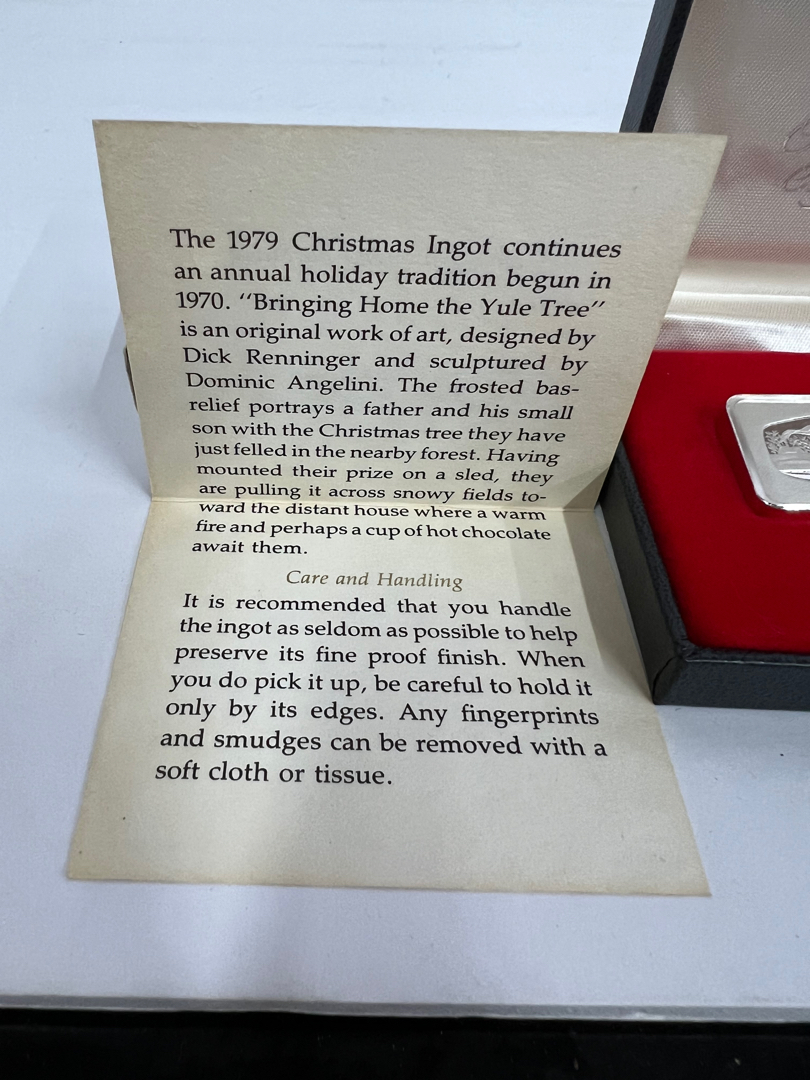 The 1979 Christmas Ingot continues
an annual holiday tradition begun in
1970. “Bringing Home the Yule Tree”
is an original work of art, designed by
Dick Renninger and sculptured by
Dominic Angelini. The frosted bas-
relief portrays a father and his small
son with the Christmas tree they have
just felled in the nearby forest. Having
mounted their prize on a sled, they
are pulling it across snowy fields to-
ward the distant house where a warm
fire and perhaps a cup of hot chocolate
await them.
Care and Handling
It is recommended that you handle
the ingot as seldom as possible to help
preserve its fine proof finish. When
you do pick it up, be careful to hold it
only by its edges. Any fingerprints
and smudges can be removed with a
soft cloth or tissue.